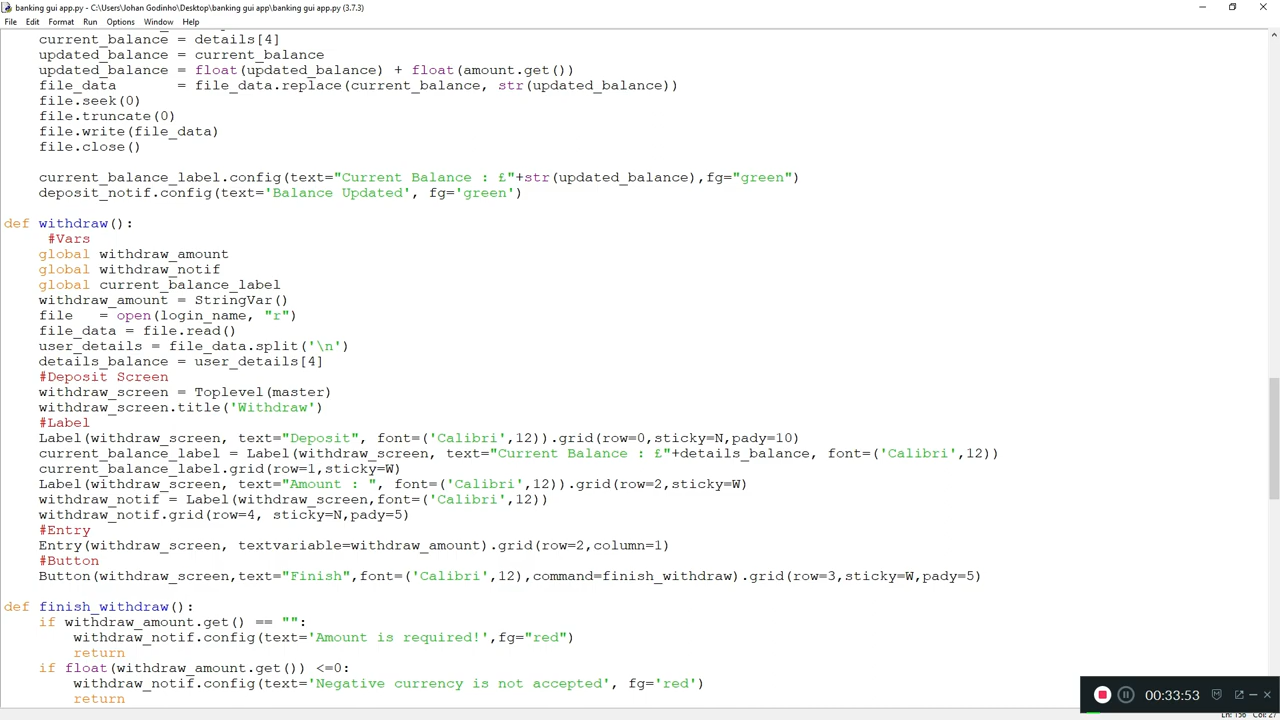 banking gui app.py - C:\Users\Johan Godinho\Desktop\banking gui app\banking gui app.py (3.7.3)
File Edit Format Run Options Window Help
current_balance = details[4]
updated_balance = current_balance
updated_balance = float(updated_balance) + float(amount.get())
file_data       = file_data.replace(current_balance, str(updated_balance))
file.seek(0)
file.truncate(0)
file.write(file_data)
file.close()
current_balance_label.config(text="Current Balance : £"+str(updated_balance),fg="green")
deposit_notif.config(text='Balance Updated', fg='green')
def withdraw():
#Vars
global withdraw_amount
global withdraw_notif
global current_balance_label
withdraw_amount = StringVar()
file   = open(login_name, "r")
file_data = file.read()
user_details = file_data.split('\n')
details_balance = user_details[4]
#Deposit Screen
withdraw_screen = Toplevel(master)
withdraw_screen.title('Withdraw')
#Label
Label(withdraw_screen, text="Deposit", font=('Calibri',12)).grid(row=0,sticky=N,pady=10)
current_balance_label = Label(withdraw_screen, text="Current Balance : £"+details_balance, font=('Calibri',12))
current_balance_label.grid(row=1,sticky=W)
Label(withdraw_screen, text="Amount : ", font=('Calibri',12)).grid(row=2,sticky=W)
withdraw_notif = Label(withdraw_screen,font=('Calibri',12))
withdraw_notif.grid(row=4, sticky=N,pady=5)
#Entry
Entry(withdraw_screen, textvariable=withdraw_amount).grid(row=2,column=1)
#Button
Button(withdraw_screen,text="Finish",font=('Calibri',12),command=finish_withdraw).grid(row=3,sticky=W,pady=5)
def finish_withdraw():
if withdraw_amount.get() == "":
withdraw_notif.config(text='Amount is required!',fg="red")
return
if float(withdraw_amount.get()) <=0:
withdraw_notif.config(text='Negative currency is not accepted', fg='red')
return
00:33:53